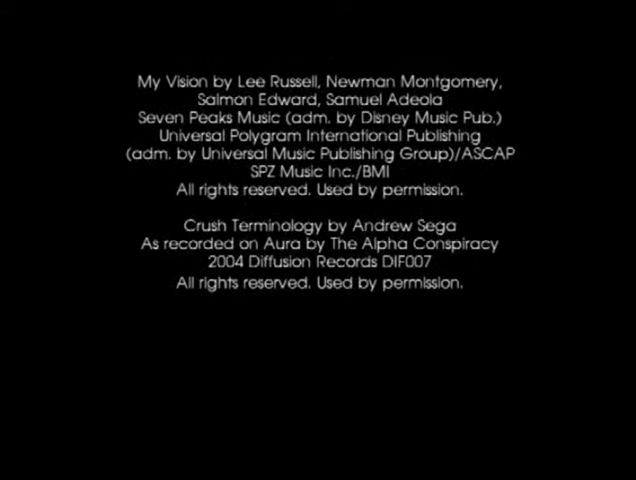 My Vision by Lee Russell, Newman Montgomery,
Salmon Edward, Samuel Adeola
Seven Peaks Music (adm. by Disney Music Pub.)
Universal Polygram International Publishing
(adm. by Universal Music Publishing Group)/ASCAP
SPZ Music Inc./BMI
All rights reserved. Used by permission.
Crush Terminology by Andrew Sega
As recorded on Aura by The Alpha Conspiracy
2004 Diffusion Records DIF007
All rights reserved. Used by permission.